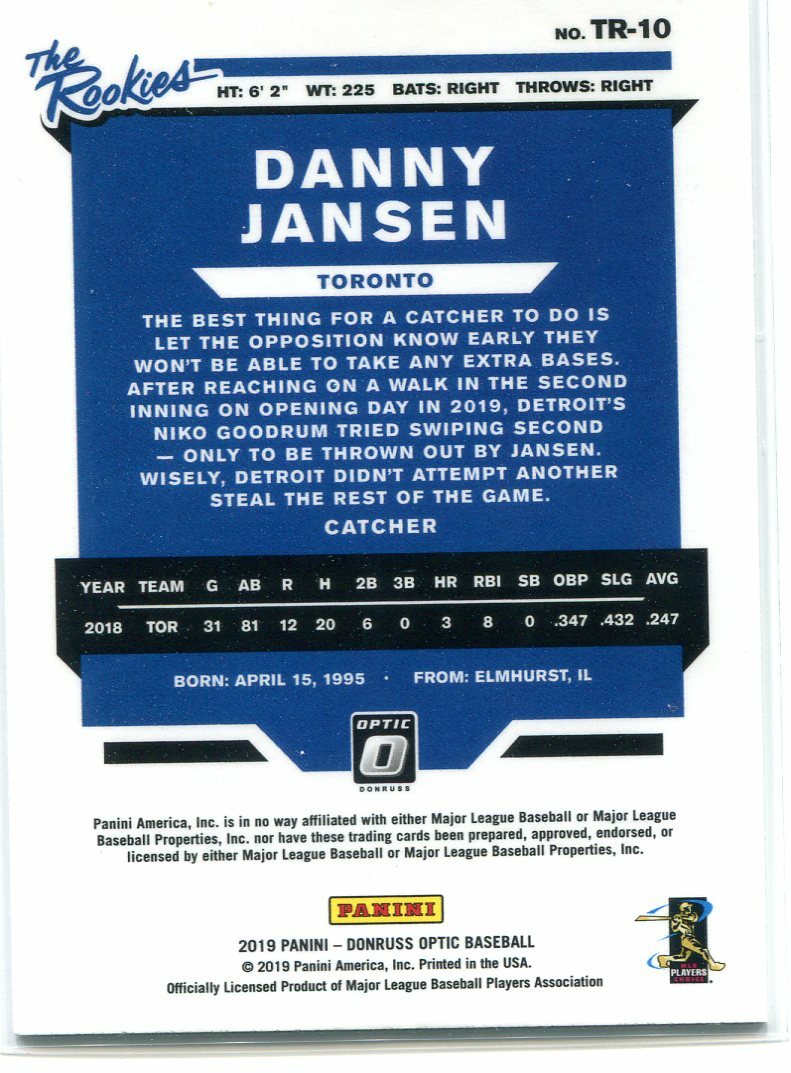 NO. TR-10
The
Rookies
HT: 6' 2" WT: 225 BATS: RIGHT THROWS: RIGHT
DANNY
JANSEN
TORONTO
THE BEST THING FOR A CATCHER TO DO IS
LET THE OPPOSITION KNOW EARLY THEY
WON'T BE ABLE TO TAKE ANY EXTRA BASES.
AFTER REACHING ON A WALK IN THE SECOND
INNING ON OPENING DAY IN 2019, DETROIT'S
NIKO GOODRUM TRIED SWIPING SECOND
— ONLY TO BE THROWN OUT BY JANSEN.
WISELY, DETROIT DIDN'T ATTEMPT ANOTHER
STEAL THE REST OF THE GAME.
CATCHER
YEAR TEAM G AB R H 2B 3B HR RBI SB OBP SLG AVG
2018 TOR 31 81 12 20 6 0 3 8 0 .347 .432 .247
BORN: APRIL 15, 1995 • FROM: ELMHURST, IL
OPTIC
O
DONRUSS
Panini America, Inc. is in no way affiliated with either Major League Baseball or Major League
Baseball Properties, Inc. nor have these trading cards been prepared, approved, endorsed, or
licensed by either Major League Baseball or Major League Baseball Properties, Inc.
PANINI
2019 PANINI – DONRUSS OPTIC BASEBALL
© 2019 Panini America, Inc. Printed in the USA.
Officially Licensed Product of Major League Baseball Players Association
MLB
PLAYERS
CHOICE